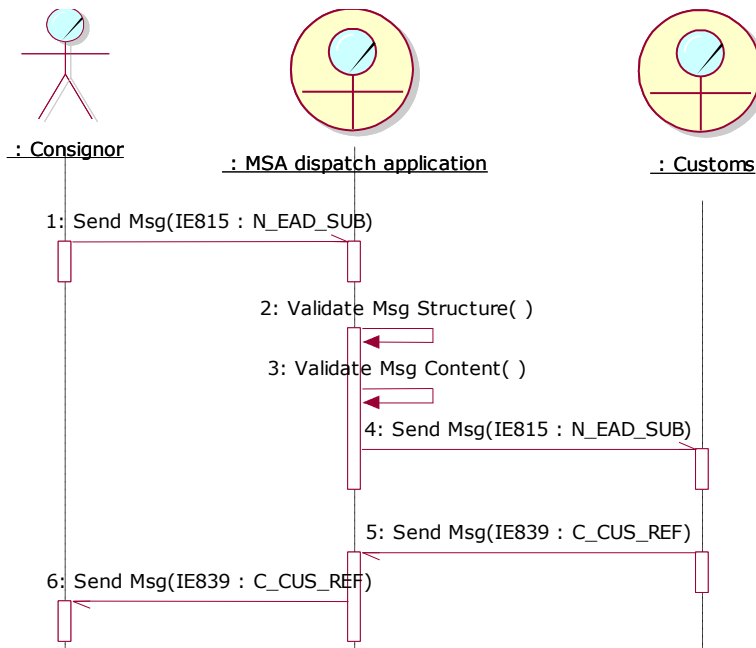 : Consignor
: MSA dispatch application
: Customs
1: Send Msg(IE815 : N_EAD_SUB)
2: Validate Msg Structure( )
3: Validate Msg Content( )
4: Send Msg(IE815 : N_EAD_SUB)
5: Send Msg(IE839 : C_CUS_REF)
6: Send Msg(IE839 : C_CUS_REF)